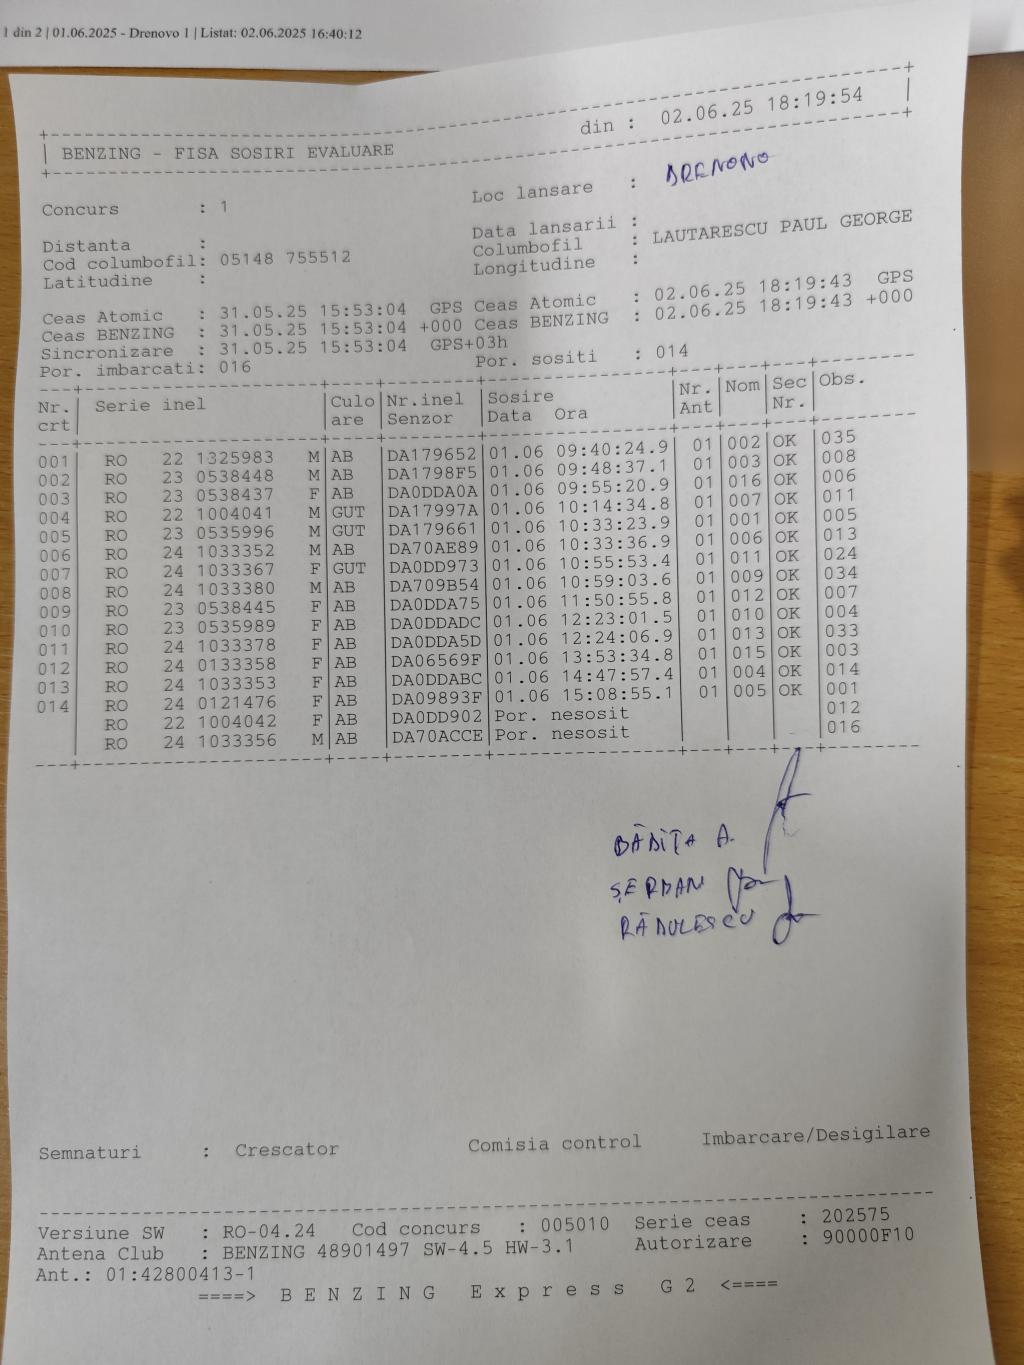 1 din 2 | 01.06.2025 - Drenovo 1 | Listat: 02.06.2025 16:40:12
BENZING - FISA SOSIRI EVALUARE din : 02.06.25 18:19:54
Concurs : 1 Loc lansare : DRENOVO
Data lansarii :
Distanta : Columbofil : LAUTARESCU PAUL GEORGE
Cod columbofil: 05148 755512 Longitudine :
Latitudine :
Ceas Atomic : 31.05.25 15:53:04 GPS Ceas Atomic : 02.06.25 18:19:43 GPS
Ceas BENZING : 31.05.25 15:53:04 +000 Ceas BENZING : 02.06.25 18:19:43 +000
Sincronizare : 31.05.25 15:53:04 GPS+03h
Por. imbarcati: 016 Por. sositi : 014
Nr. Serie inel Culo Nr.inel Sosire Nr. Nom Sec Obs.
crt are Senzor Data Ora Ant Nr.
001 RO 22 1325983 M AB DA179652 01.06 09:40:24.9 01 002 OK 035
002 RO 23 0538448 M AB DA1798F5 01.06 09:48:37.1 01 003 OK 008
003 RO 23 0538437 F AB DA0DDA0A 01.06 09:55:20.9 01 016 OK 006
004 RO 22 1004041 M GUT DA17997A 01.06 10:14:34.8 01 007 OK 011
005 RO 23 0535996 M GUT DA179661 01.06 10:33:23.9 01 001 OK 005
006 RO 24 1033352 M AB DA70AE89 01.06 10:33:36.9 01 006 OK 013
007 RO 24 1033367 F GUT DA0DD973 01.06 10:55:53.4 01 011 OK 024
008 RO 24 1033380 M AB DA709B54 01.06 10:59:03.6 01 009 OK 034
009 RO 23 0538445 F AB DA0DDA75 01.06 11:50:55.8 01 012 OK 007
010 RO 23 0535989 F AB DA0DDADC 01.06 12:23:01.5 01 010 OK 004
011 RO 24 1033378 F AB DA0DDA5D 01.06 12:24:06.9 01 013 OK 033
012 RO 24 0133358 F AB DA06569F 01.06 13:53:34.8 01 015 OK 003
013 RO 24 1033353 F AB DA0DDABC 01.06 14:47:57.4 01 004 OK 014
014 RO 24 0121476 F AB DA09893F 01.06 15:08:55.1 01 005 OK 001
RO 22 1004042 F AB DA0DD902 Por. nesosit 012
RO 24 1033356 M AB DA70ACCE Por. nesosit 016
BĂDIȚA A.
ȘERBAN
RĂDULESCU
Semnaturi : Crescator Comisia control Imbarcare/Desigilare
Versiune SW : RO-04.24 Cod concurs : 005010 Serie ceas : 202575
Antena Club : BENZING 48901497 SW-4.5 HW-3.1 Autorizare : 90000F10
Ant.: 01:42800413-1
====> B E N Z I N G E x p r e s s G 2 <====